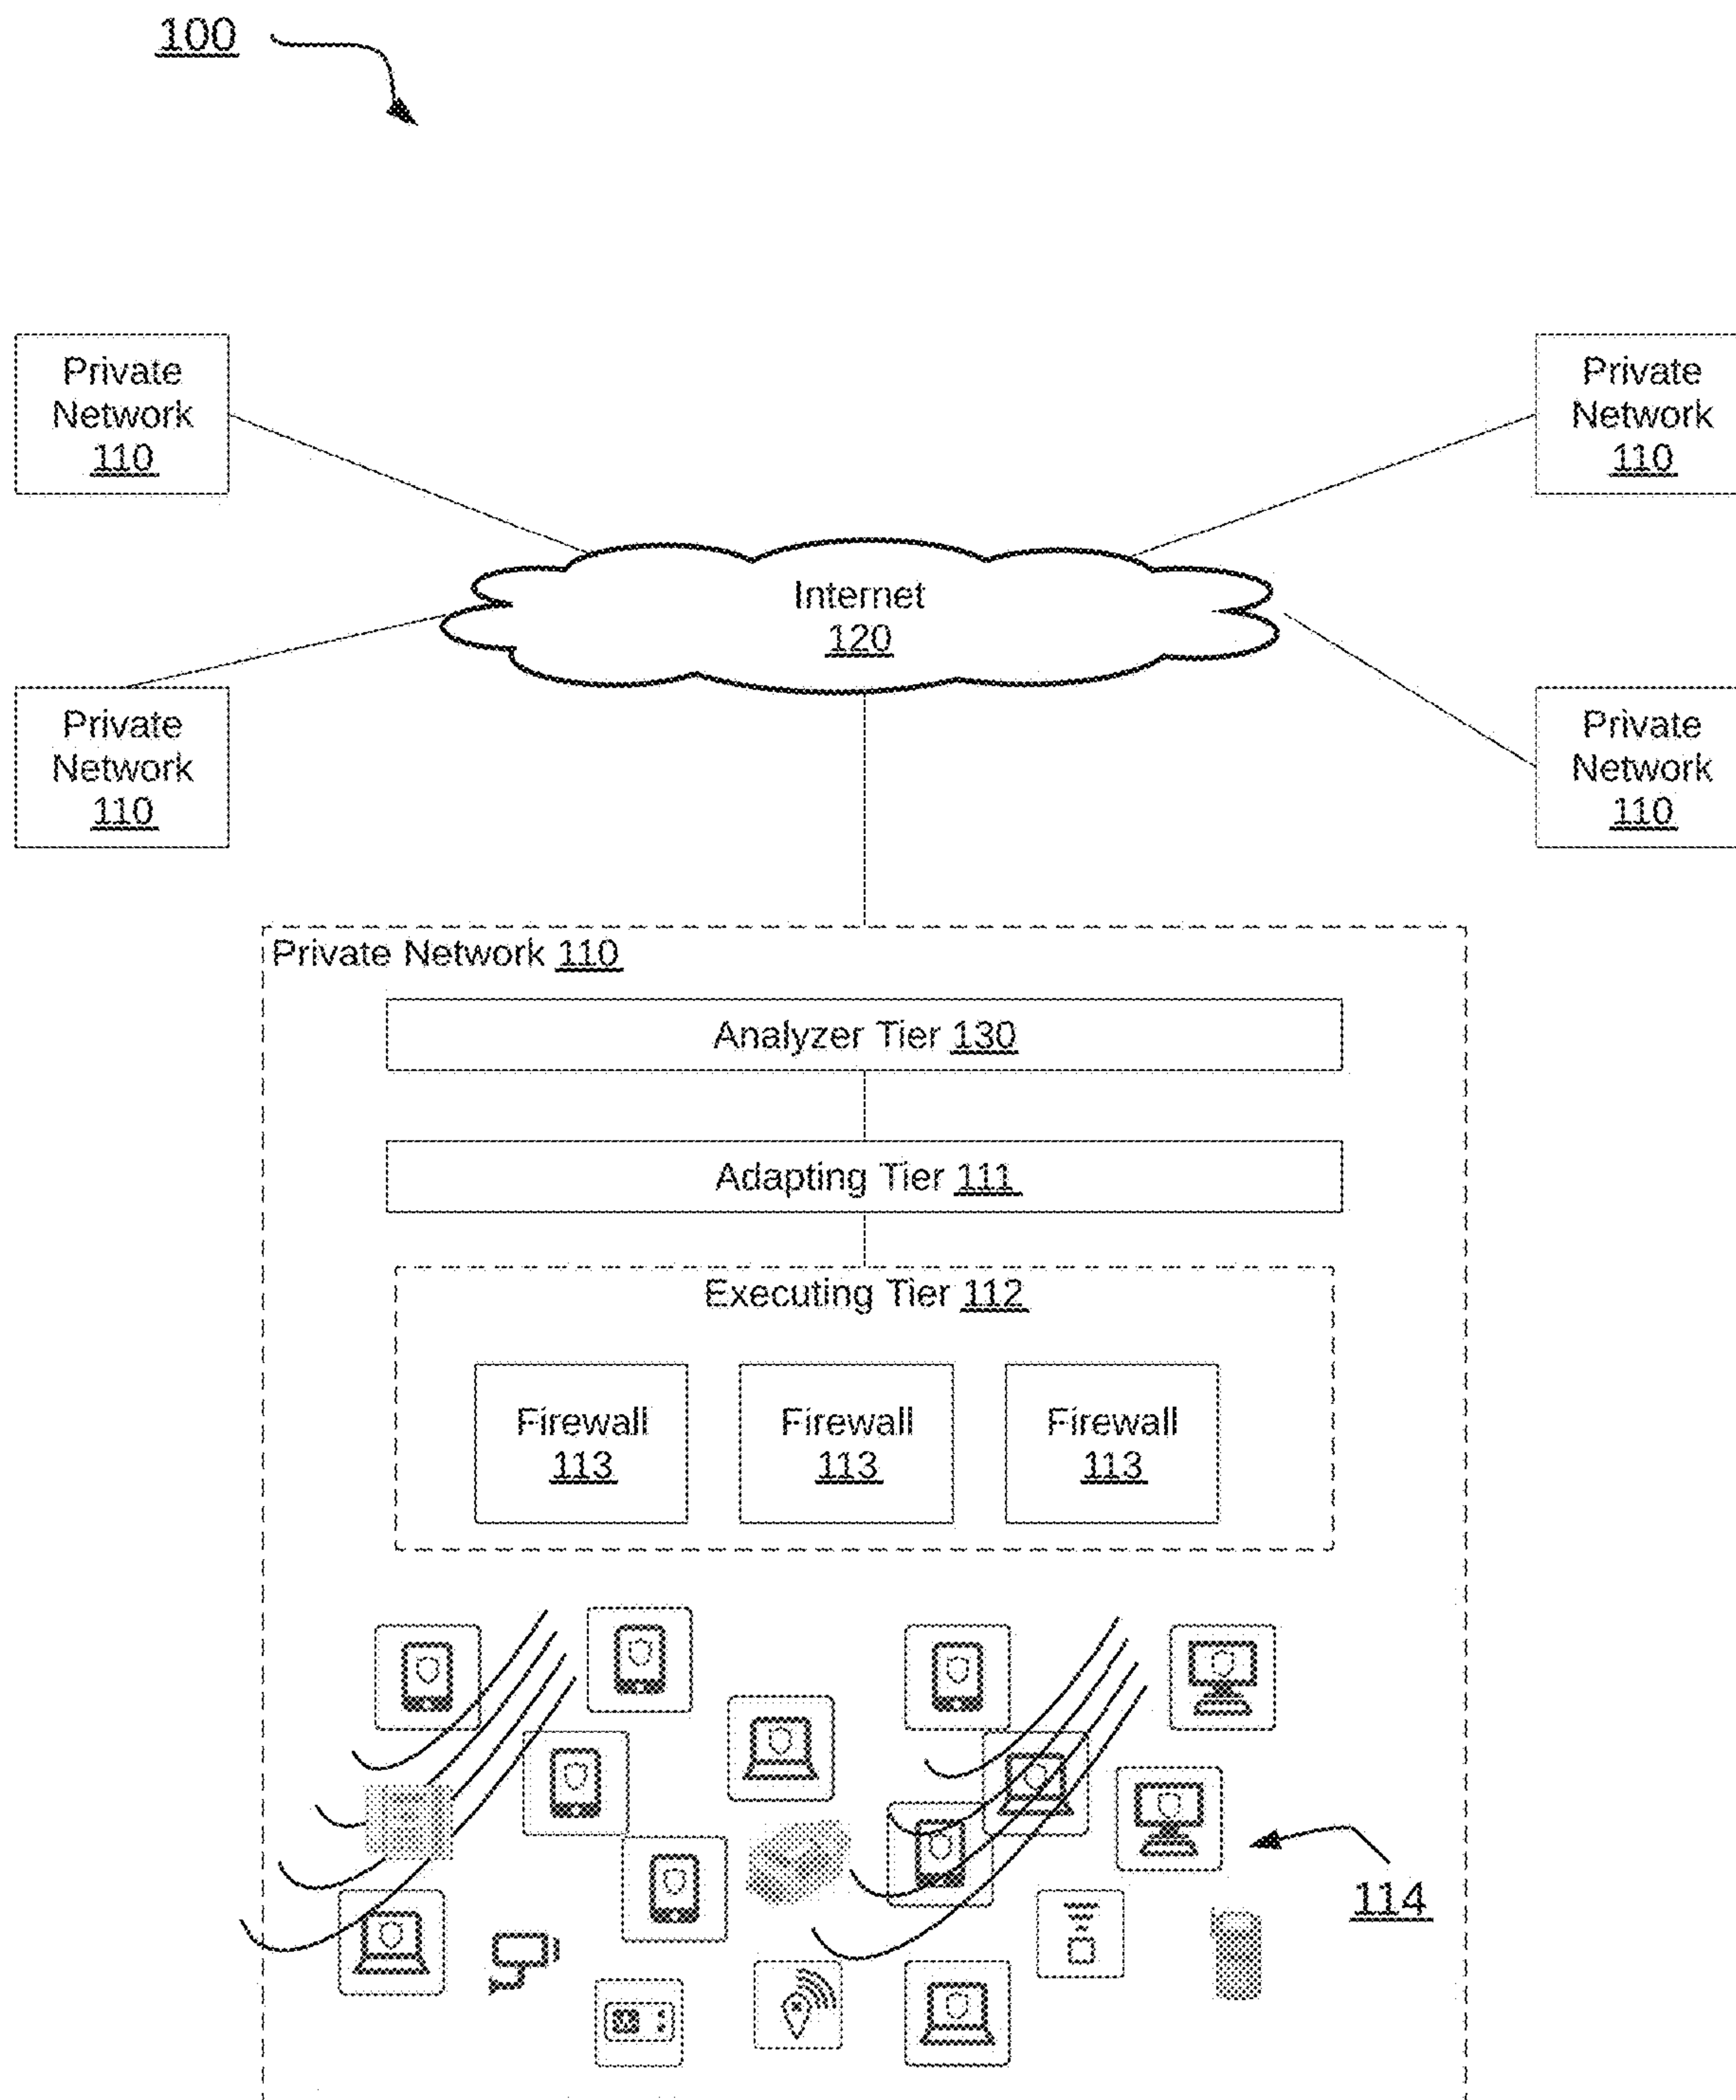 100
Private
Network
110
Private
Network
110
Internet
120
Private
Network
110
Private
Network
110
Private Network 110
Analyzer Tier 130
Adapting Tier 111
Executing Tier 112
Firewall
113
Firewall
113
Firewall
113
114